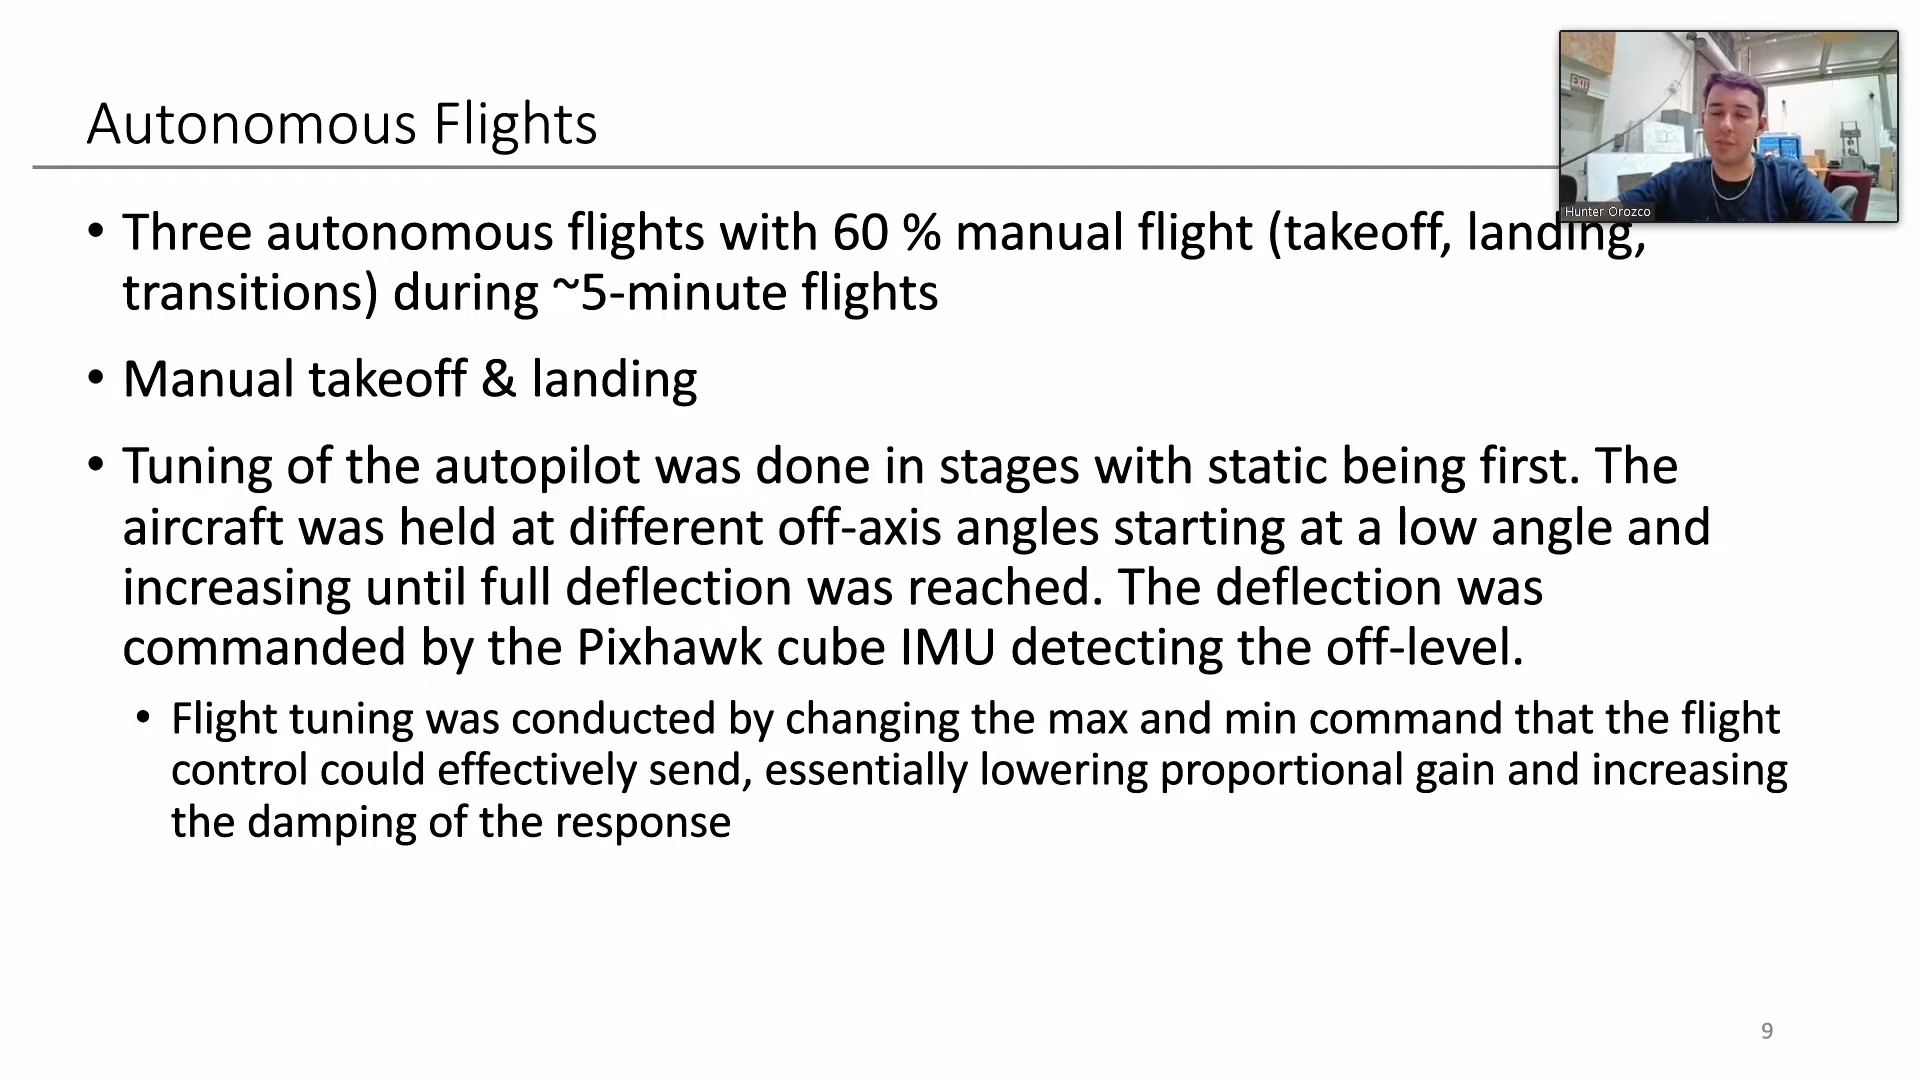 Autonomous Flights
EXIT
Hunter Orozco
• Three autonomous flights with 60 % manual flight (takeoff, landing,
transitions) during ~5-minute flights
• Manual takeoff & landing
• Tuning of the autopilot was done in stages with static being first. The
aircraft was held at different off-axis angles starting at a low angle and
increasing until full deflection was reached. The deflection was
commanded by the Pixhawk cube IMU detecting the off-level.
• Flight tuning was conducted by changing the max and min command that the flight
control could effectively send, essentially lowering proportional gain and increasing
the damping of the response
9